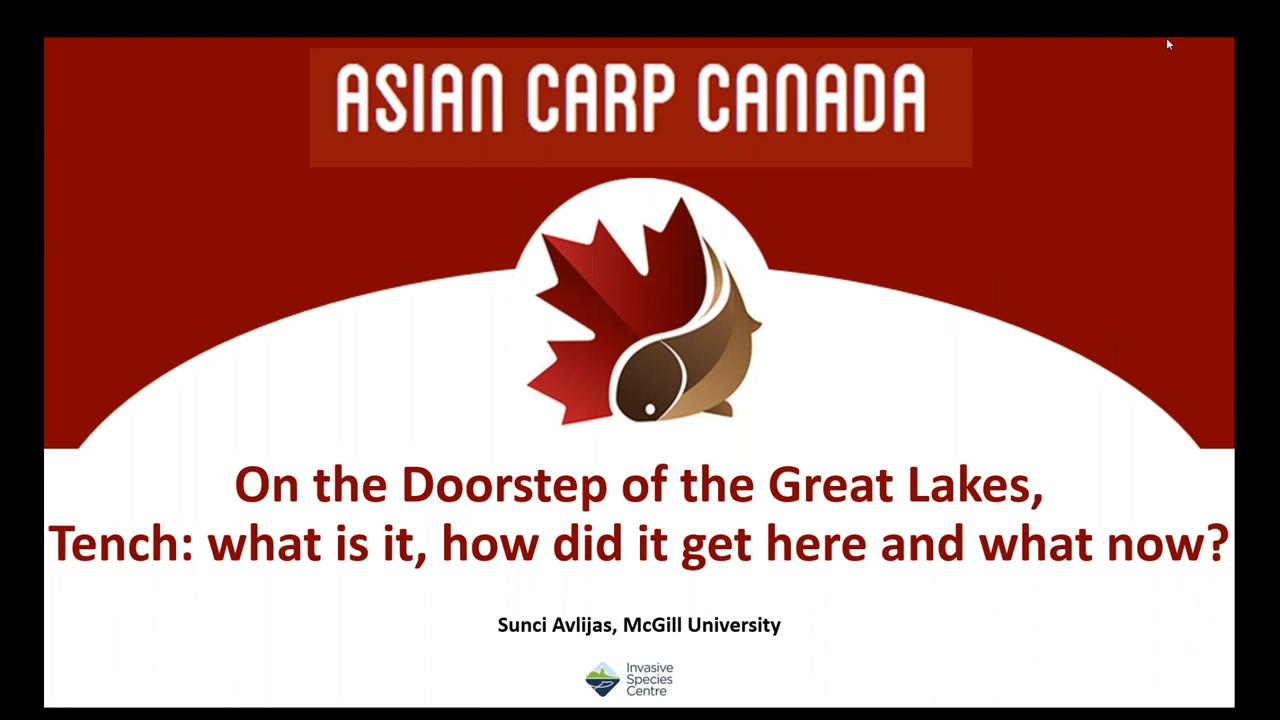 ASIAN CARP CANADA
On the Doorstep of the Great Lakes,
Tench: what is it, how did it get here and what now?
Sunci Avlijas, McGill University
Invasive
Species
Centre